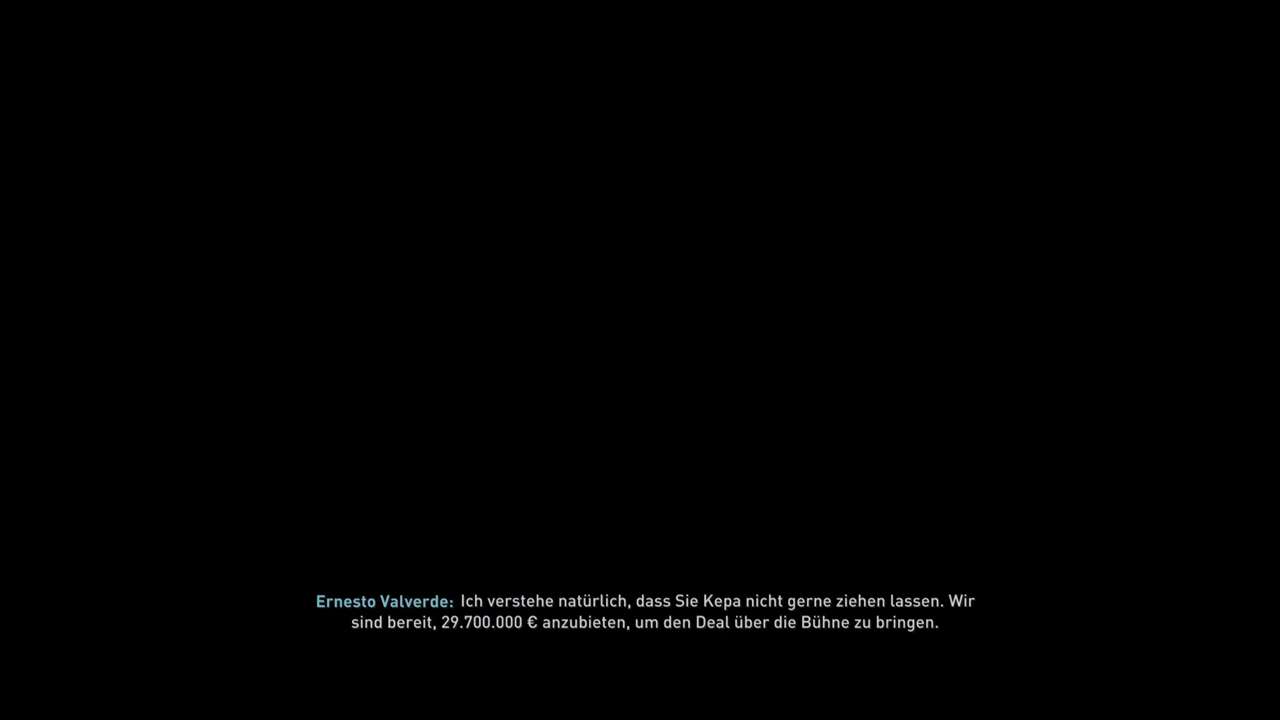 Ernesto Valverde: Ich verstehe natürlich, dass Sie Kepa nicht gerne ziehen lassen. Wir
sind bereit, 29.700.000 € anzubieten, um den Deal über die Bühne zu bringen.